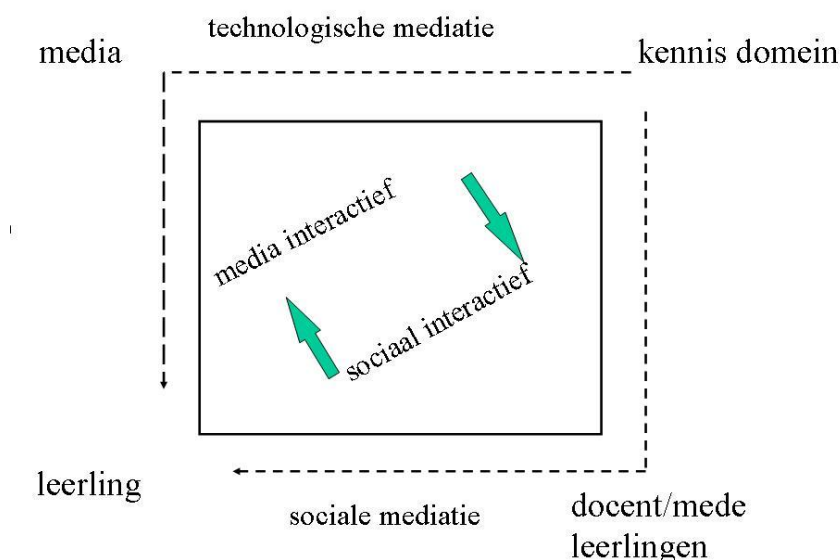 technologische mediatie
media
kennis domein
media interactief
sociaal interactief
leerling
sociale mediatie
docent/mede
leerlingen